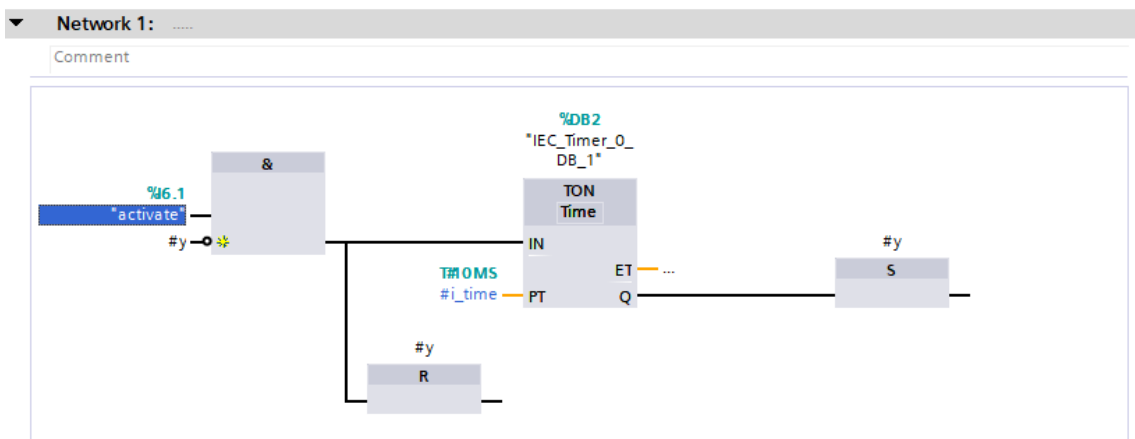 Network 1: .....
Comment
%DB2
"IEC_Timer_0_
DB_1"
&
TON
Time
%I6.1
"activate"
#y
IN
#y
T#10MS
ET
...
S
#i_time
PT
Q
#y
R